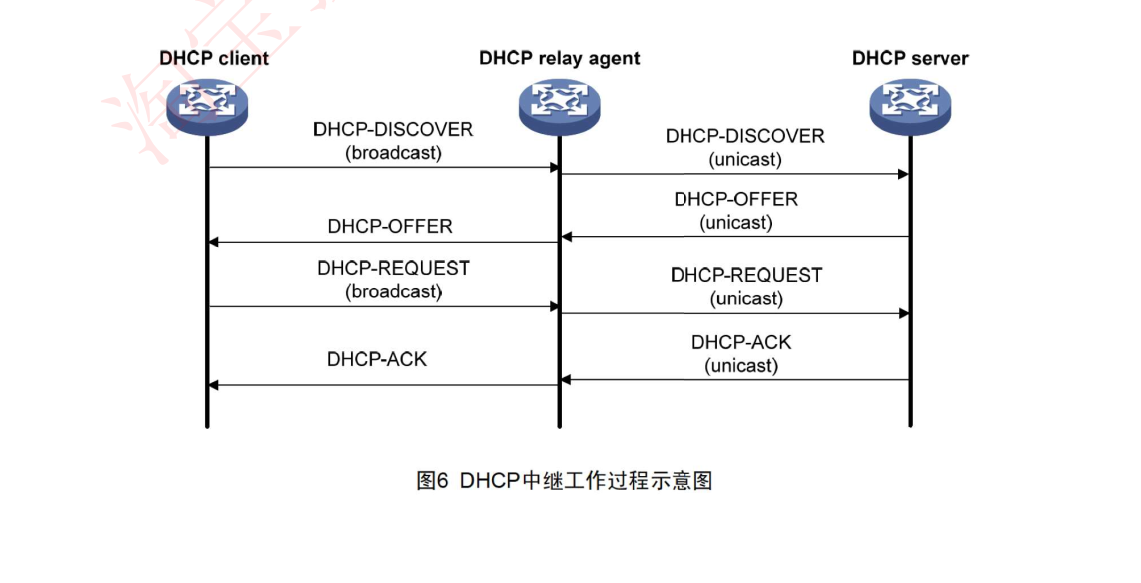 DHCP client
DHCP relay agent
DHCP server
DHCP-DISCOVER
(broadcast)
DHCP-DISCOVER
(unicast)
DHCP-OFFER
(unicast)
DHCP-OFFER
DHCP-REQUEST
(broadcast)
DHCP-REQUEST
(unicast)
DHCP-ACK
(unicast)
DHCP-ACK
图6 DHCP中继工作过程示意图
淘宝